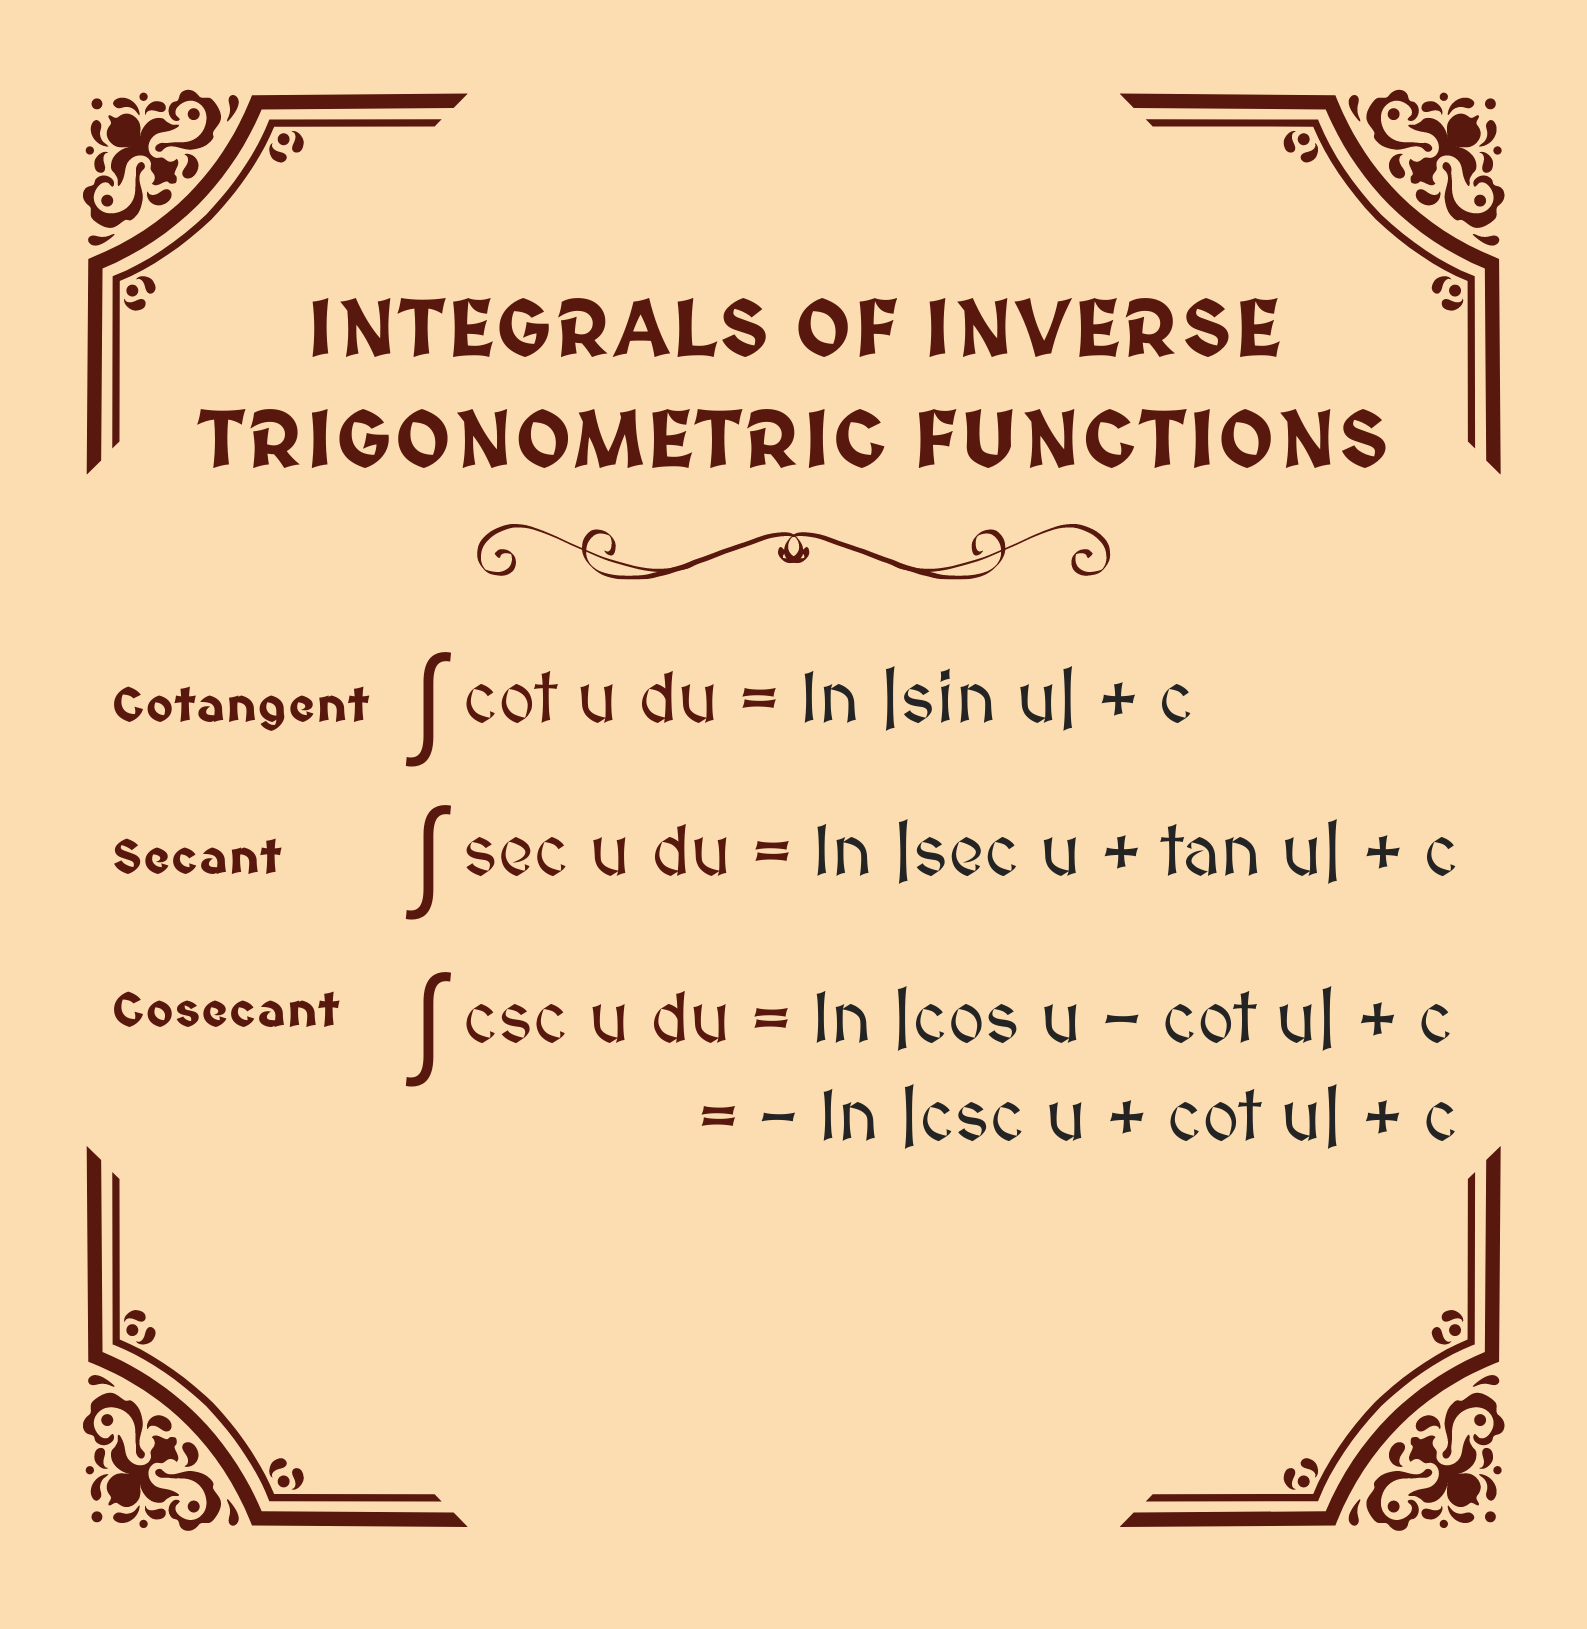 INTEGRALS OF INVERSE
TRIGONOMETRIC FUNCTIONS
Cotangent ∫ cot u du = ln |sin u| + c
Secant ∫ sec u du = ln |sec u + tan u| + c
Cosecant ∫ csc u du = ln |cos u – cot u| + c
= – ln |csc u + cot u| + c